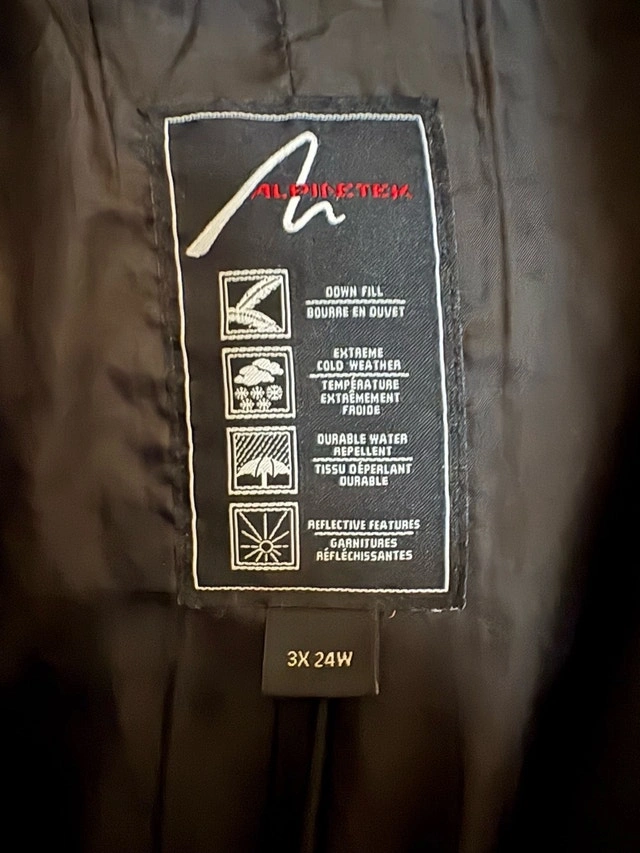 ALPINETEK
DOWN FILL
BOURRE EN DUVET
EXTREME
COLD WEATHER
TEMPÉRATURE
EXTRÊMEMENT
FROIDE
DURABLE WATER
REPELLENT
TISSU DÉPERLANT
DURABLE
REFLECTIVE FEATURES
GARNITURES
RÉFLÉCHISSANTES
3X 24W